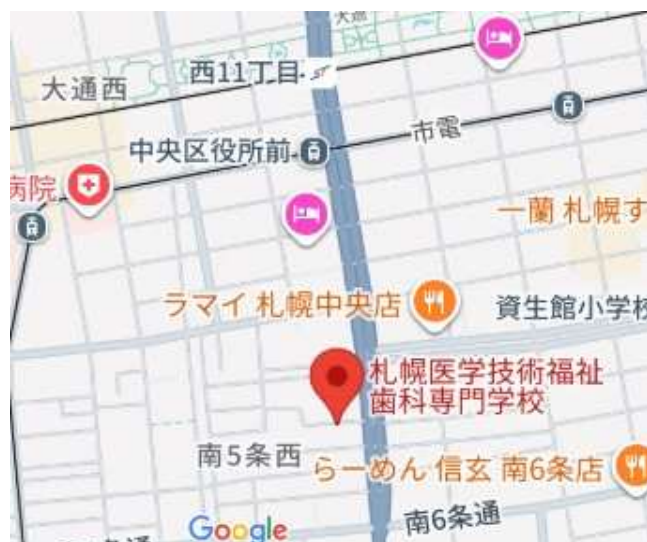 大通
西11丁目
大通西
市電
中央区役所前
病院
一蘭 札幌す
ラマイ 札幌中央店
資生館小学校
札幌医学技術福祉
歯科専門学校
南5条西
らーめん 信玄 南6条店
南6条通
Google